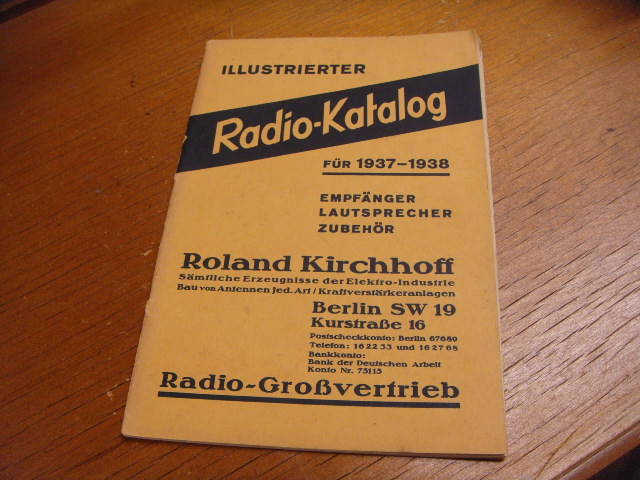 ILLUSTRIERTER
Radio-Katalog
FÜR 1937-1938
EMPFÄNGER
LAUTSPRECHER
ZUBEHÖR
Roland Kirchhoff
Sämtliche Erzeugnisse der Elektro-Industrie
Bau von Antennen jed. Art / Kraftverstärkeranlagen
Berlin SW 19
Kurstraße 16
Postscheckkonto: Berlin 67689
Telefon: 16 22 33 und 16 27 68
Bankkonto:
Bank der Deutschen Arbeit
Konto Nr. 75115
Radio-Großvertrieb